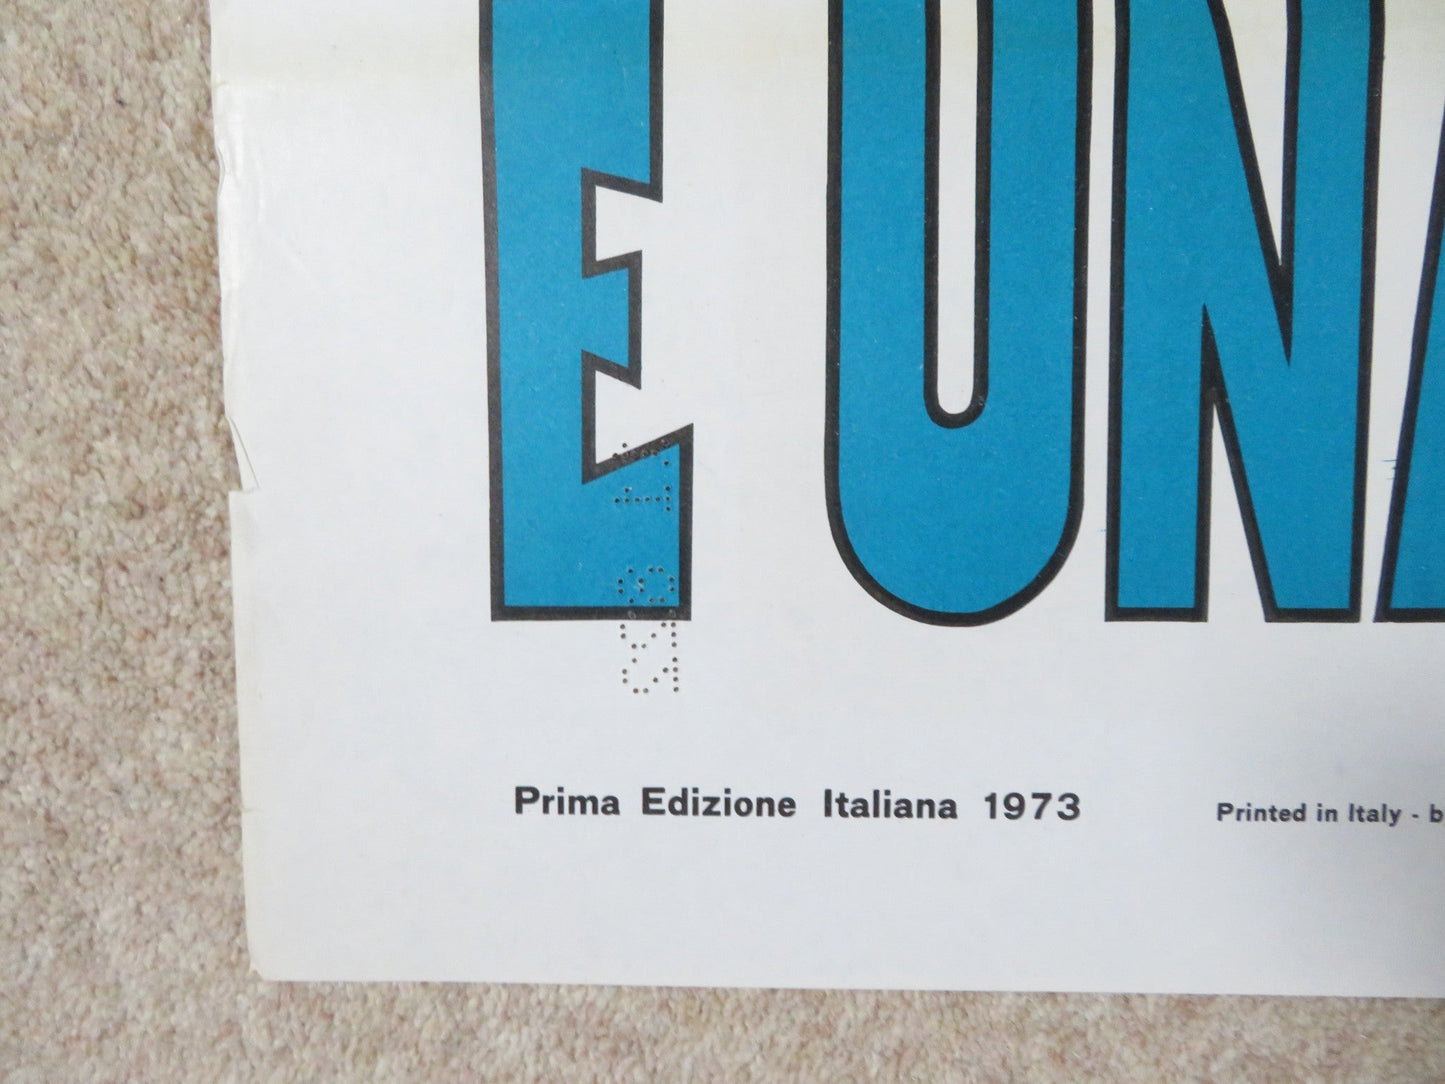 E UNA
Prima Edizione Italiana 1973
Printed in Italy - b